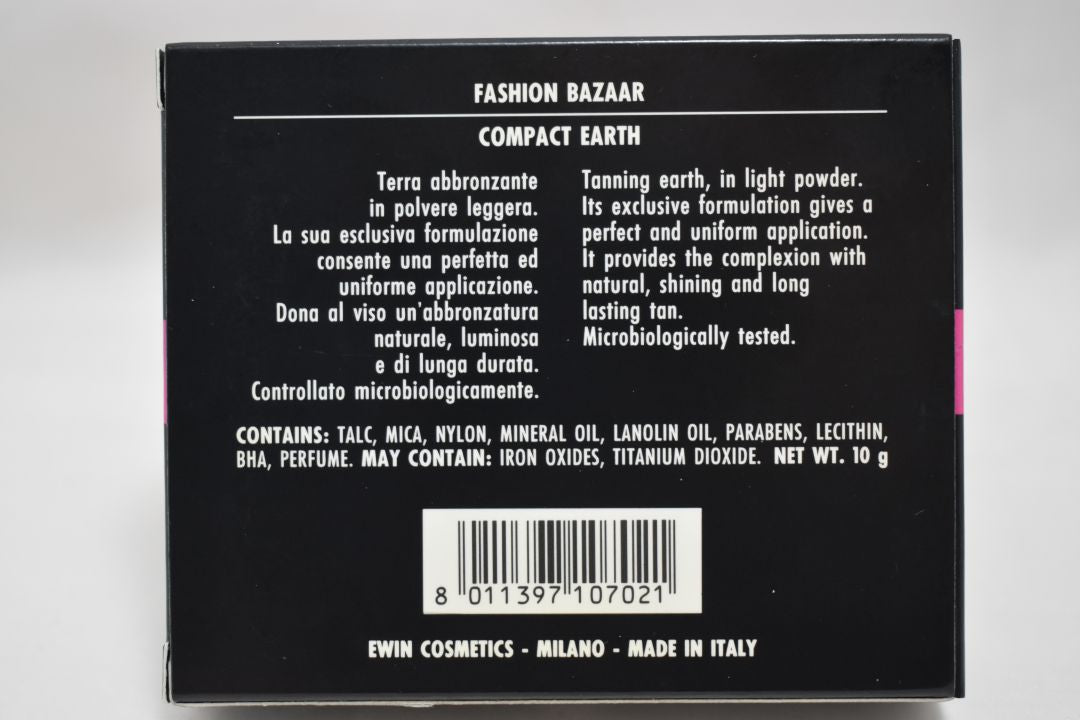 FASHION BAZAAR
COMPACT EARTH
Terra abbronzante
in polvere leggera.
La sua esclusiva formulazione
consente una perfetta ed
uniforme applicazione.
Dona al viso un'abbronzatura
naturale, luminosa
e di lunga durata.
Controllato microbiologicamente.
Tanning earth, in light powder.
Its exclusive formulation gives a
perfect and uniform application.
It provides the complexion with
natural, shining and long
lasting tan.
Microbiologically tested.
CONTAINS: TALC, MICA, NYLON, MINERAL OIL, LANOLIN OIL, PARABENS, LECITHIN,
BHA, PERFUME. MAY CONTAIN: IRON OXIDES, TITANIUM DIOXIDE. NET WT. 10 g
8 011397 107021
EWIN COSMETICS - MILANO - MADE IN ITALY